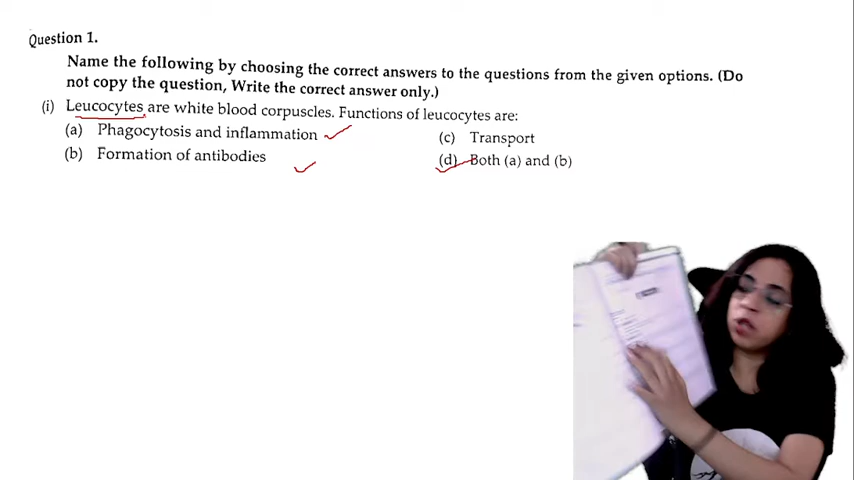 Question 1.
Name the following by choosing the correct answers to the questions from the given options. (Do
not copy the question, Write the correct answer only.)
(i) Leucocytes are white blood corpuscles. Functions of leucocytes are:
(a) Phagocytosis and inflammation
(c) Transport
(b) Formation of antibodies
(d) Both (a) and (b)